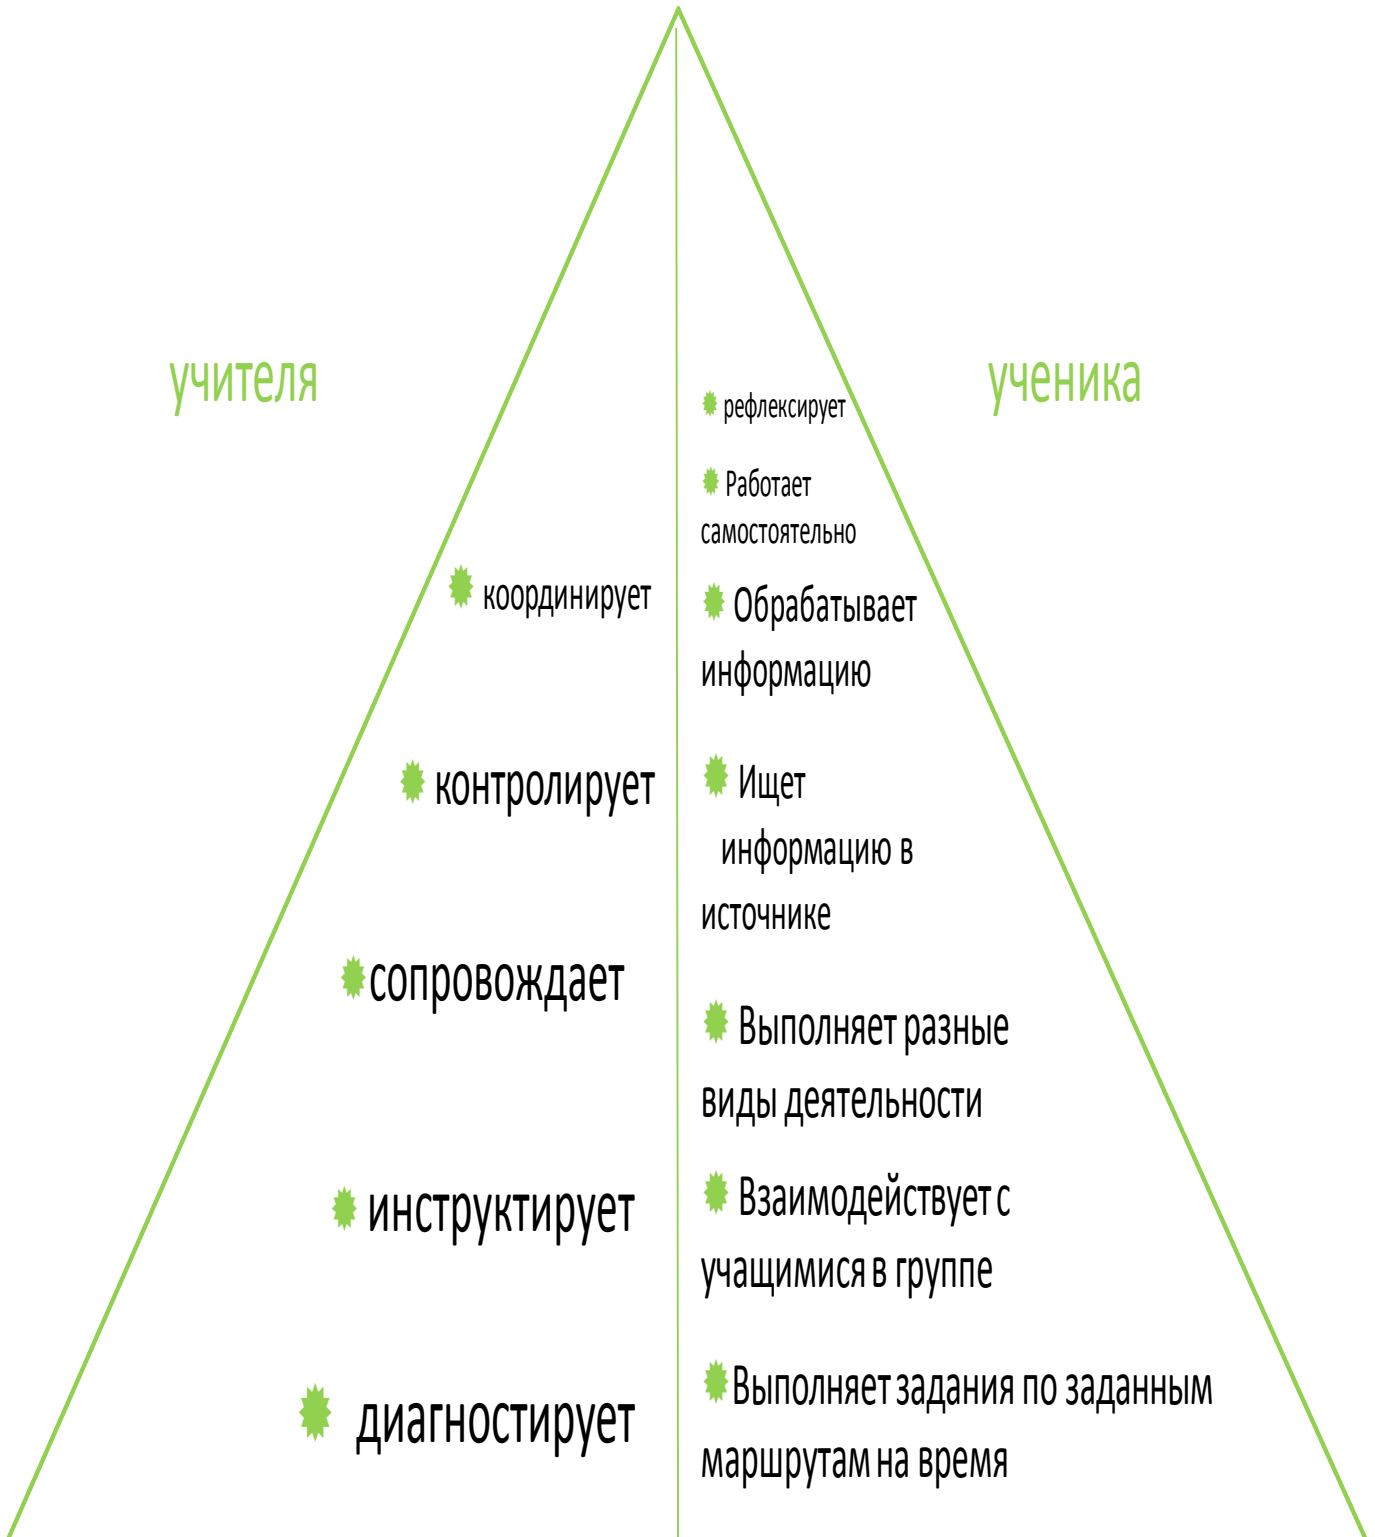 учителя
координирует
контролирует
сопровождает
инструктирует
диагностирует
ученика
рефлексирует
Работает
самостоятельно
Обрабатывает
информацию
Ищет
информацию в
источнике
Выполняет разные
виды деятельности
Взаимодействует с
учащимися в группе
Выполняет задания по заданным
маршрутам на время